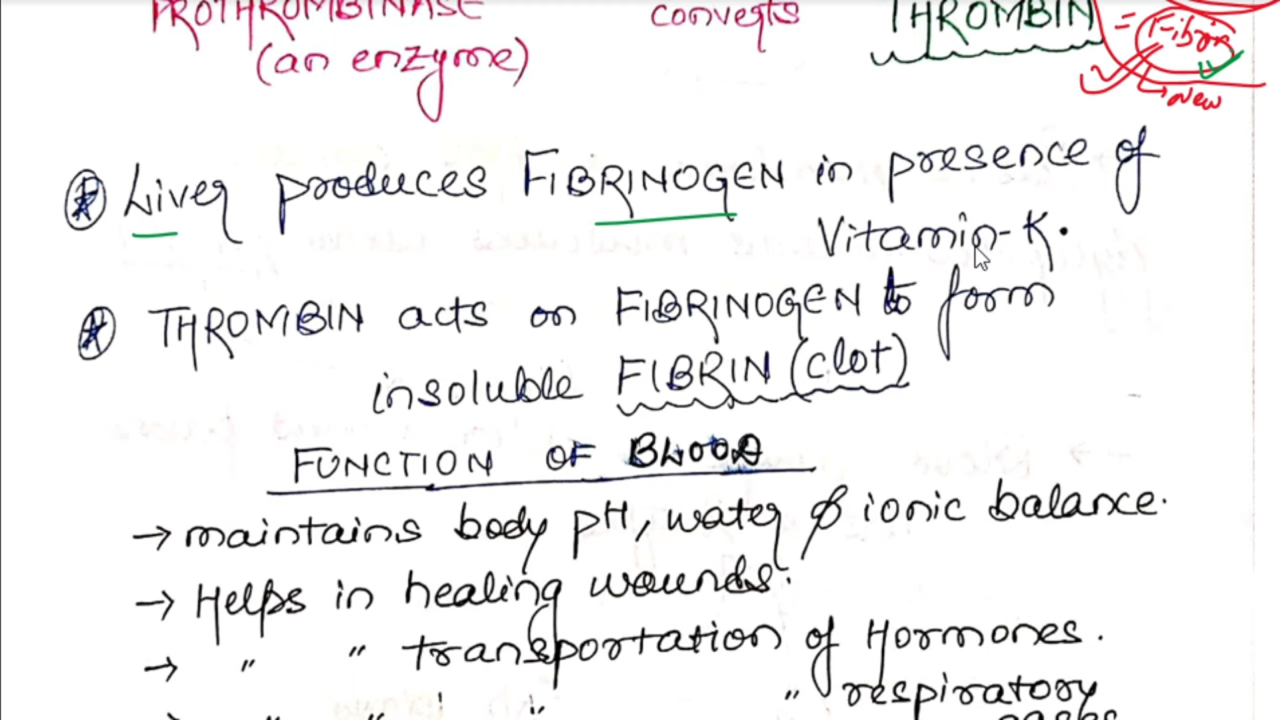 PROTHROMBINASE converts THROMBIN = Fibrin
(an enzyme)
→ New
Liver produces FIBRINOGEN in presence of
Vitamin-K.
THROMBIN acts on FIBRINOGEN to form
insoluble FIBRIN (clot)
FUNCTION OF BLOOD
→ maintains body pH, water & ionic balance.
→ Helps in healing wounds.
→ " " transportation of Hormones.
→ " " " " respiratory
gases